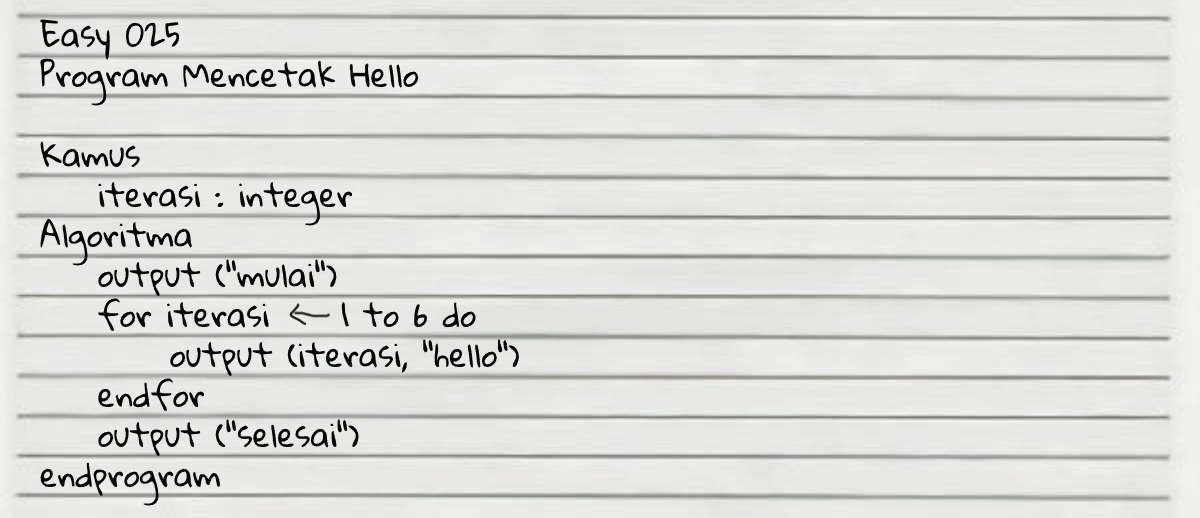 Easy 025
Program Mencetak Hello
Kamus
iterasi : integer
Algoritma
output ("mulai")
for iterasi ← 1 to 6 do
output (iterasi, "hello")
endfor
output ("selesai")
endprogram